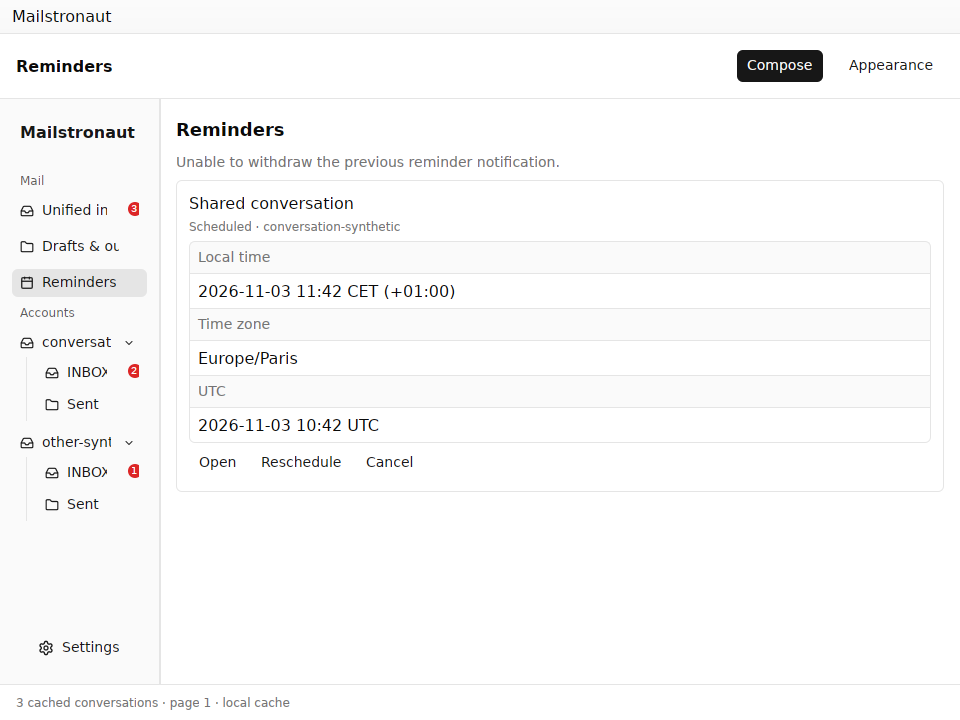 Mailstronaut
Reminders
Compose
Appearance
Mailstronaut
Mail
Unified in
3
Drafts & ou
Reminders
Accounts
conversat
INBOX
2
Sent
other-synt
INBOX
1
Sent
Settings
Reminders
Unable to withdraw the previous reminder notification.
Shared conversation
Scheduled · conversation-synthetic
Local time
2026-11-03 11:42 CET (+01:00)
Time zone
Europe/Paris
UTC
2026-11-03 10:42 UTC
Open
Reschedule
Cancel
3 cached conversations · page 1 · local cache